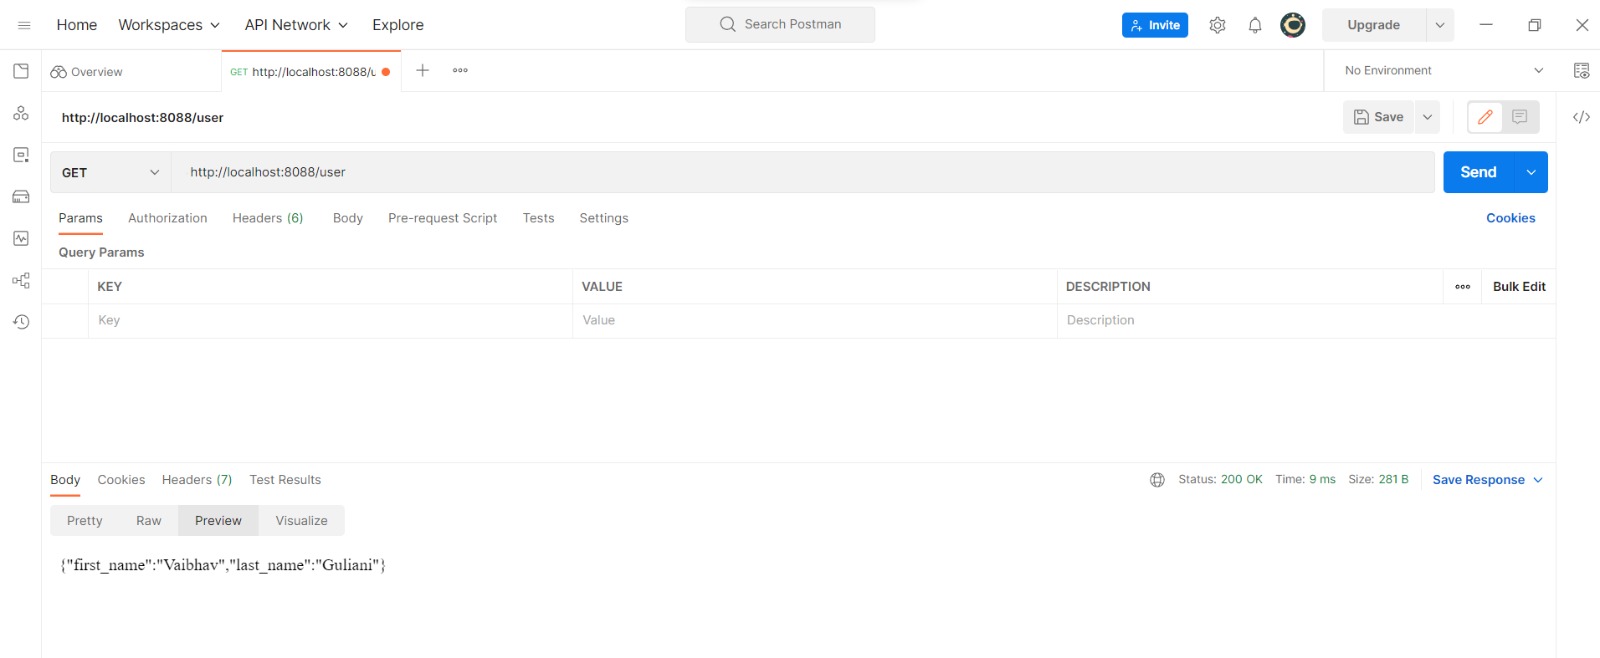 Home Workspaces API Network Explore Search Postman Invite Upgrade
Overview GET http://localhost:8088/u No Environment
http://localhost:8088/user Save
GET http://localhost:8088/user Send
Params Authorization Headers (6) Body Pre-request Script Tests Settings Cookies
Query Params
KEY VALUE DESCRIPTION Bulk Edit
Key Value Description
Body Cookies Headers (7) Test Results Status: 200 OK Time: 9 ms Size: 281 B Save Response
Pretty Raw Preview Visualize
{"first_name":"Vaibhav","last_name":"Guliani"}